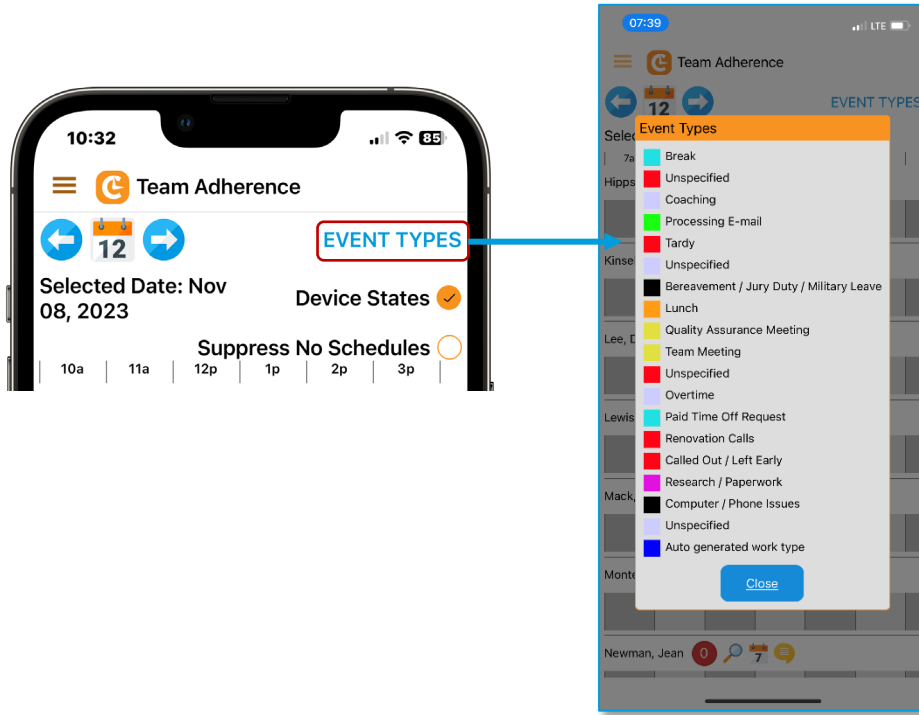 10:32
85
Team Adherence
12
EVENT TYPES
Selected Date: Nov
08, 2023
Device States
Suppress No Schedules
10a 11a 12p 1p 2p 3p
07:39
LTE
Team Adherence
12
EVENT TYPES
Selec
Event Types
7a
Hipps
Kinse
Lee, D
Lewis
Mack,
Monte
Break
Unspecified
Coaching
Processing E-mail
Tardy
Unspecified
Bereavement / Jury Duty / Military Leave
Lunch
Quality Assurance Meeting
Team Meeting
Unspecified
Overtime
Paid Time Off Request
Renovation Calls
Called Out / Left Early
Research / Paperwork
Computer / Phone Issues
Unspecified
Auto generated work type
Close
Newman, Jean 0 7